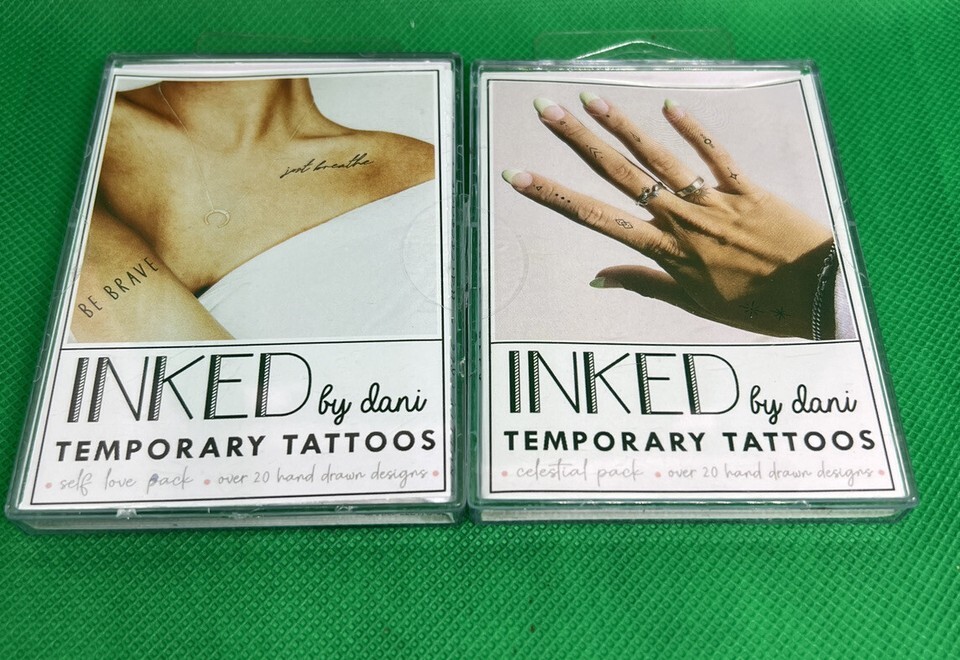 just breathe
BE BRAVE
INKED by dani
TEMPORARY TATTOOS
• self love pack • over 20 hand drawn designs •
INKED by dani
TEMPORARY TATTOOS
• celestial pack • over 20 hand drawn designs •